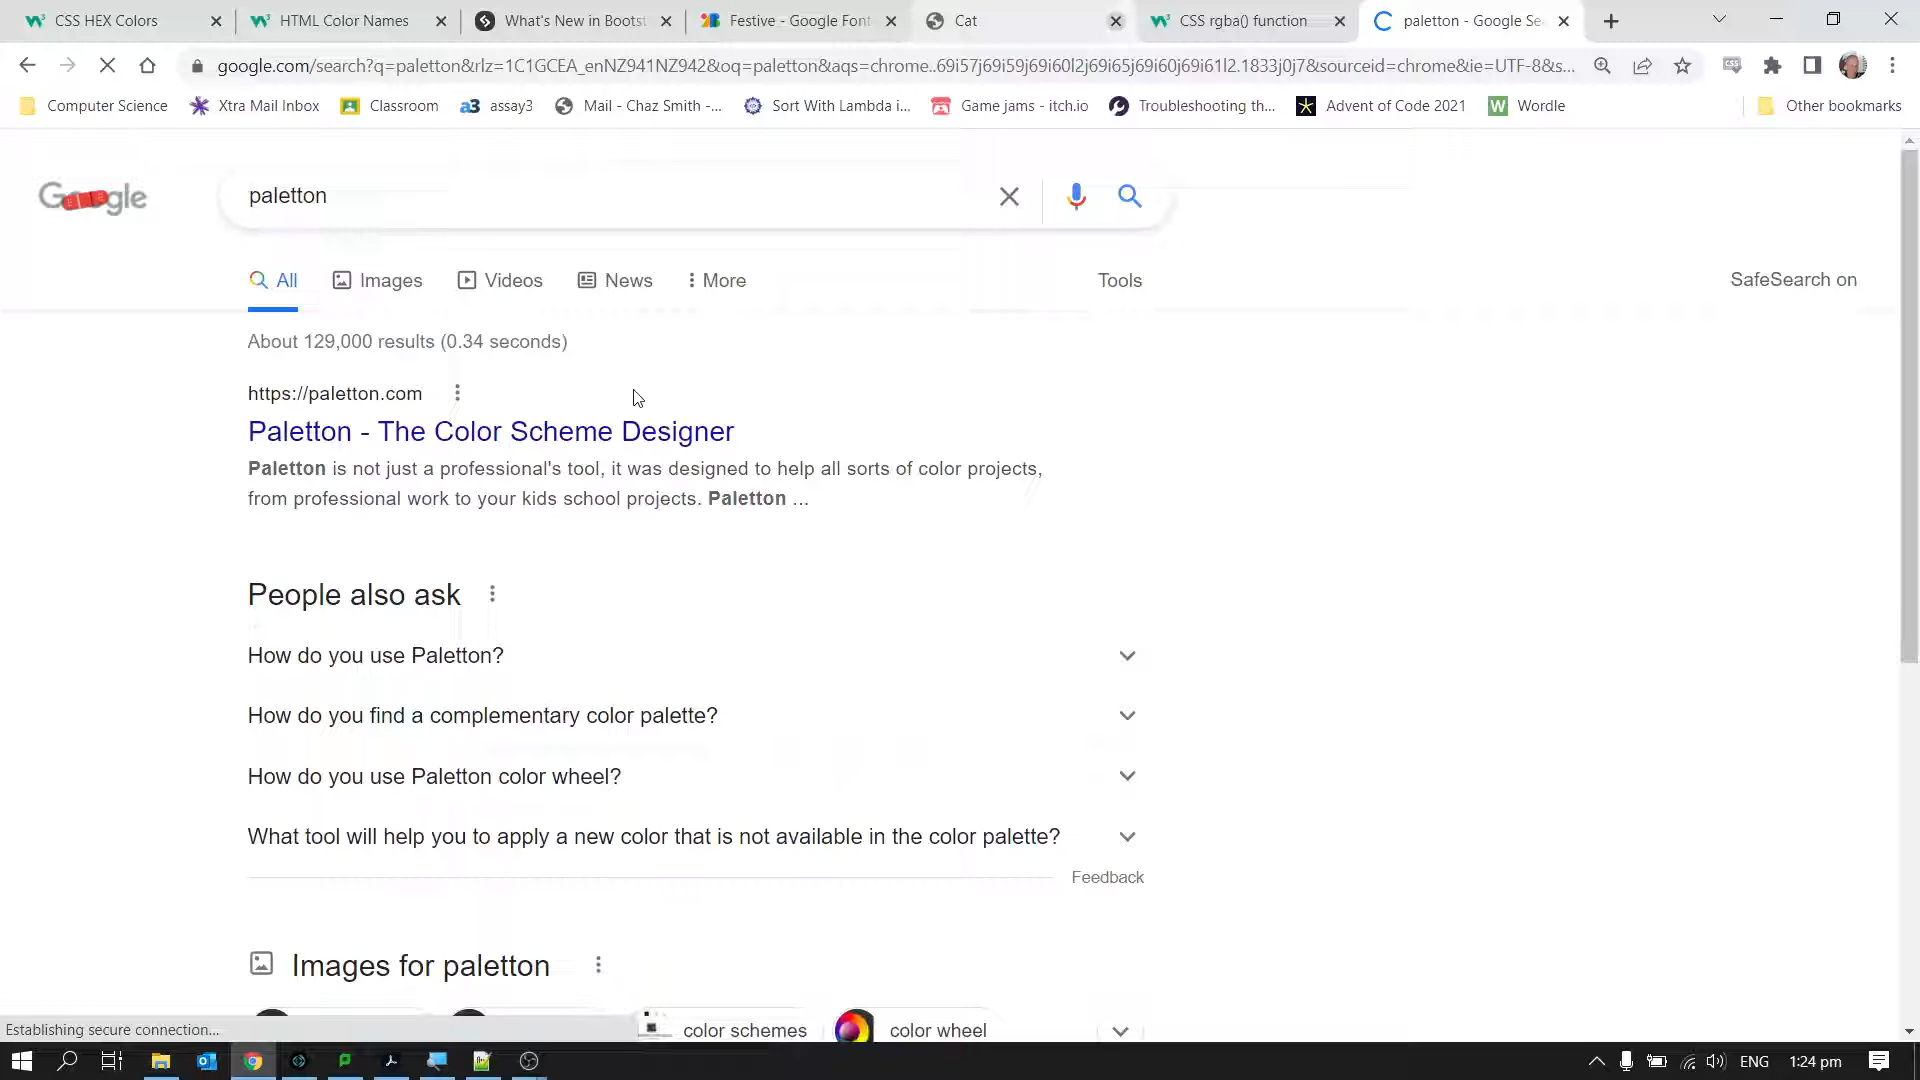 CSS HEX Colors
HTML Color Names
What's New in Bootst
Festive - Google Font
Cat
CSS rgba() function
paletton - Google Se
google.com/search?q=paletton&rlz=1C1GCEA_enNZ941NZ942&oq=paletton&aqs=chrome..69i57j69i59j69i60l2j69i65j69i60j69i61l2.1833j0j7&sourceid=chrome&ie=UTF-8&s...
Computer Science
Xtra Mail Inbox
Classroom
a3 assay3
Mail - Chaz Smith -...
Sort With Lambda i...
Game jams - itch.io
Troubleshooting th...
Advent of Code 2021
W Wordle
Other bookmarks
Google
paletton
All
Images
Videos
News
More
Tools
SafeSearch on
About 129,000 results (0.34 seconds)
https://paletton.com
Paletton - The Color Scheme Designer
Paletton is not just a professional's tool, it was designed to help all sorts of color projects,
from professional work to your kids school projects. Paletton ...
People also ask
How do you use Paletton?
How do you find a complementary color palette?
How do you use Paletton color wheel?
What tool will help you to apply a new color that is not available in the color palette?
Feedback
Images for paletton
color schemes
color wheel
Establishing secure connection...
ENG
1:24 pm